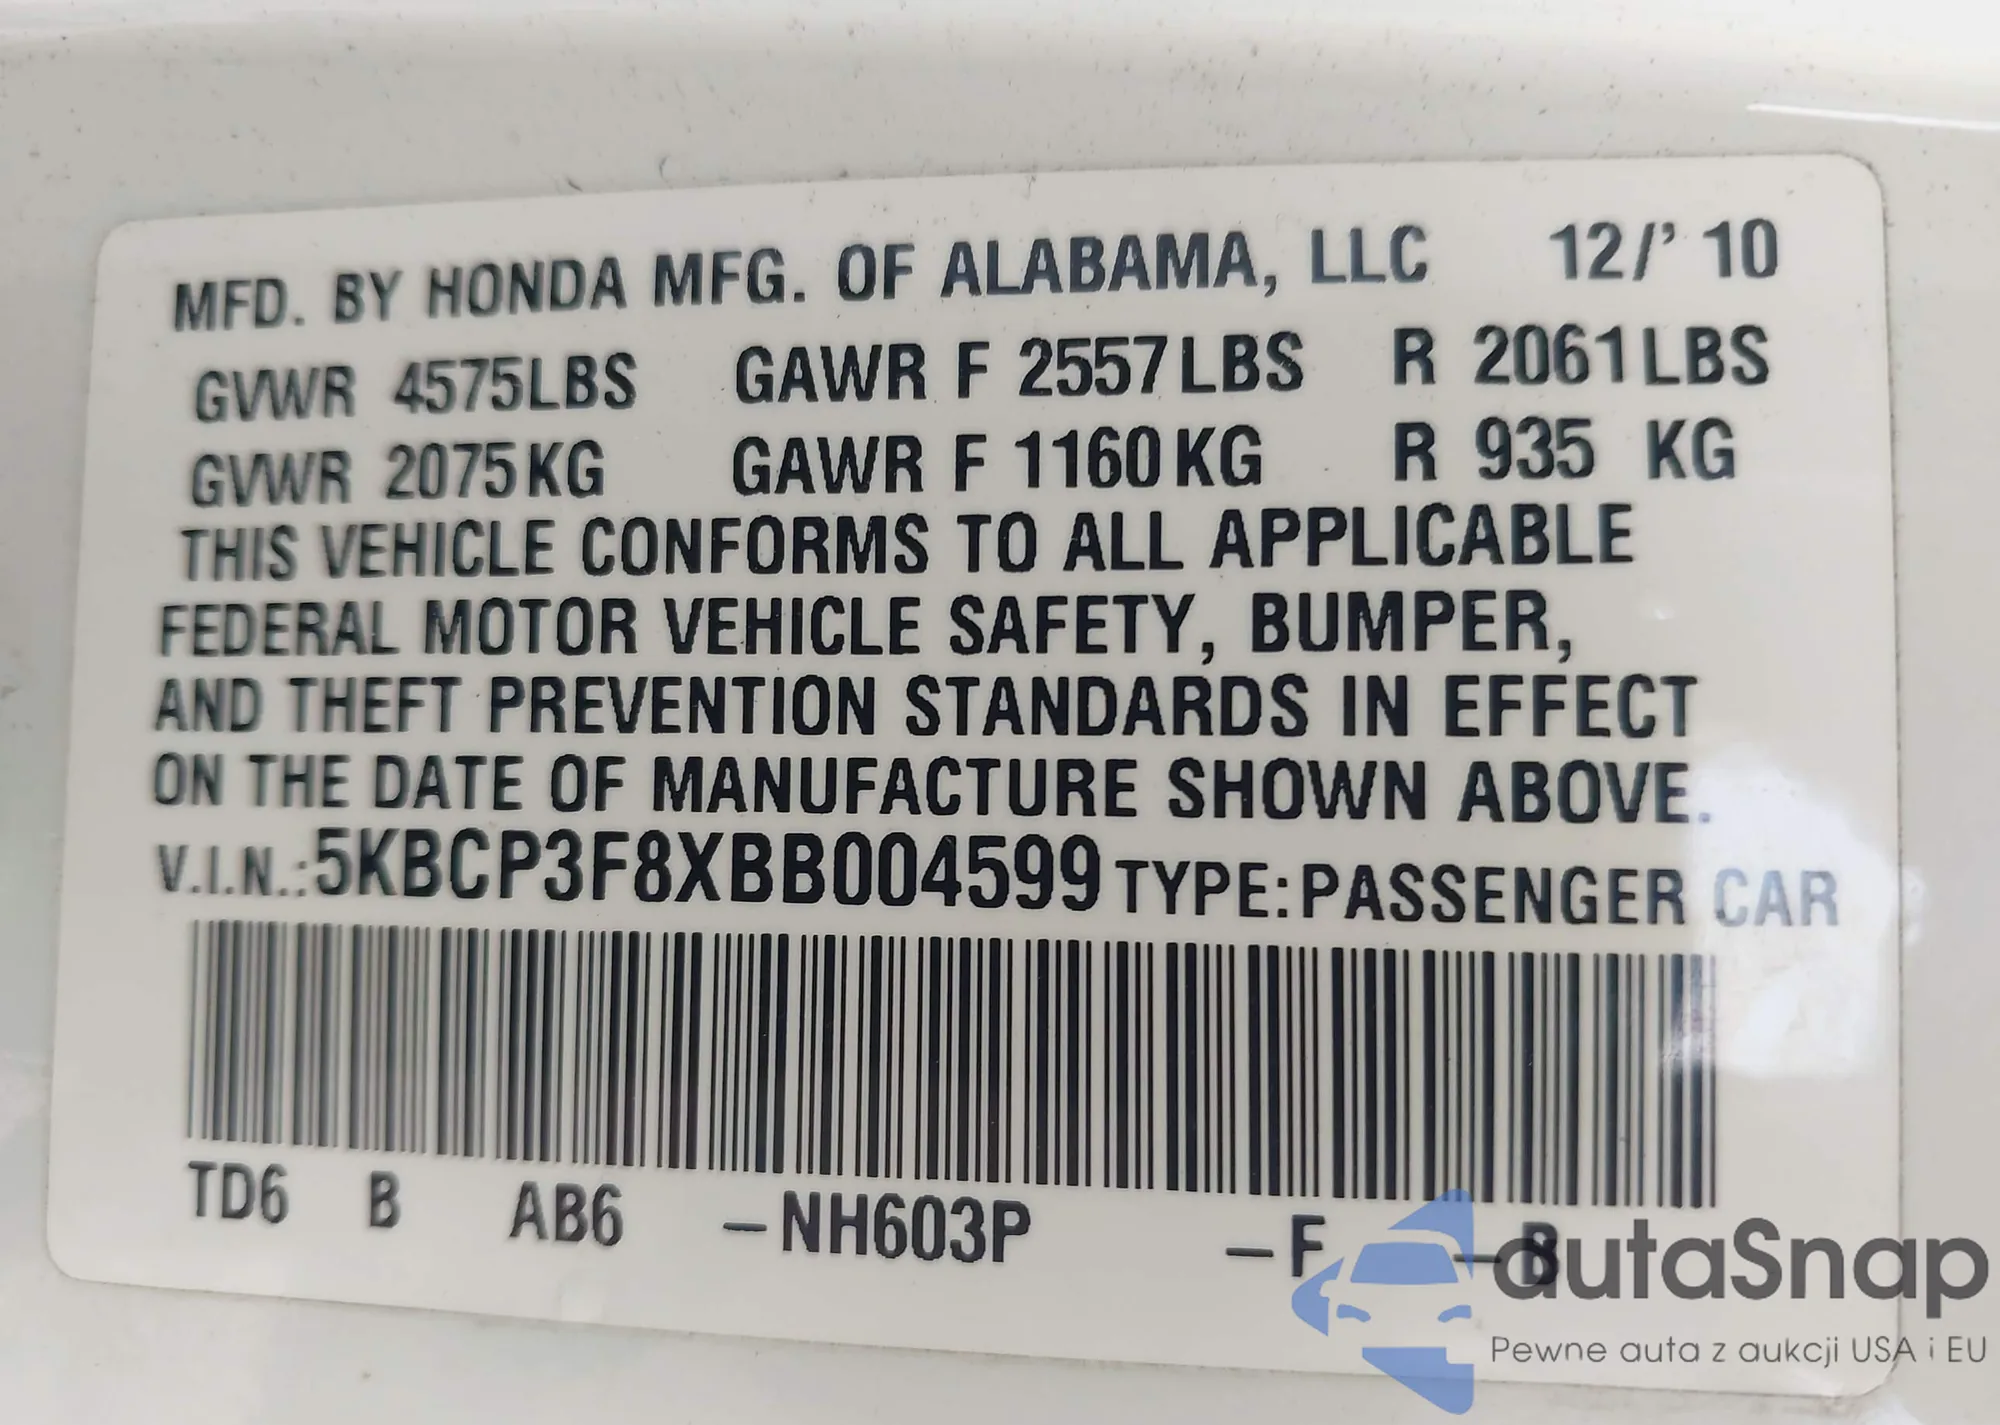 MFD. BY HONDA MFG. OF ALABAMA, LLC 12/' 10
GVWR 4575LBS GAWR F 2557LBS R 2061LBS
GVWR 2075KG GAWR F 1160KG R 935 KG
THIS VEHICLE CONFORMS TO ALL APPLICABLE
FEDERAL MOTOR VEHICLE SAFETY, BUMPER,
AND THEFT PREVENTION STANDARDS IN EFFECT
ON THE DATE OF MANUFACTURE SHOWN ABOVE.
V.I.N.:5KBCP3F8XBB004599 TYPE:PASSENGER CAR
TD6 B AB6 –NH603P –F –B
autaSnap
Pewne auta z aukcji USA i EU